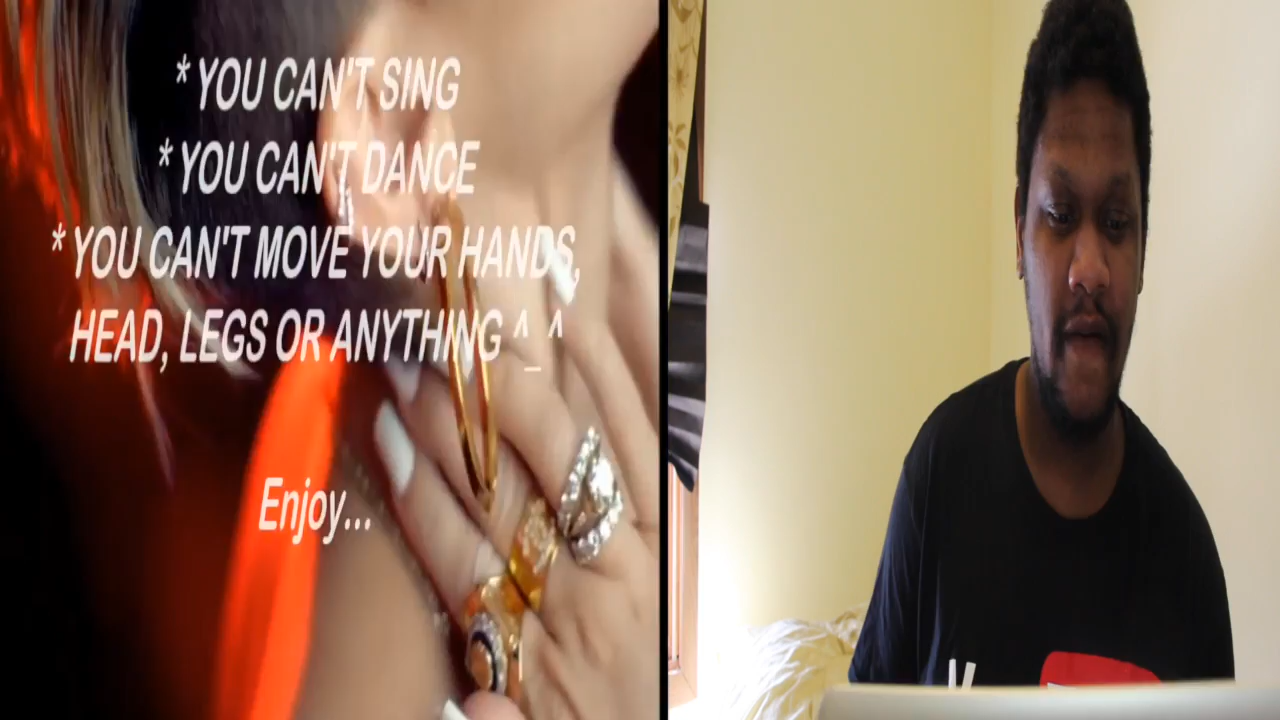 * YOU CAN'T SING
* YOU CAN'T DANCE
* YOU CAN'T MOVE YOUR HANDS,
HEAD, LEGS OR ANYTHING ^_^
Enjoy...